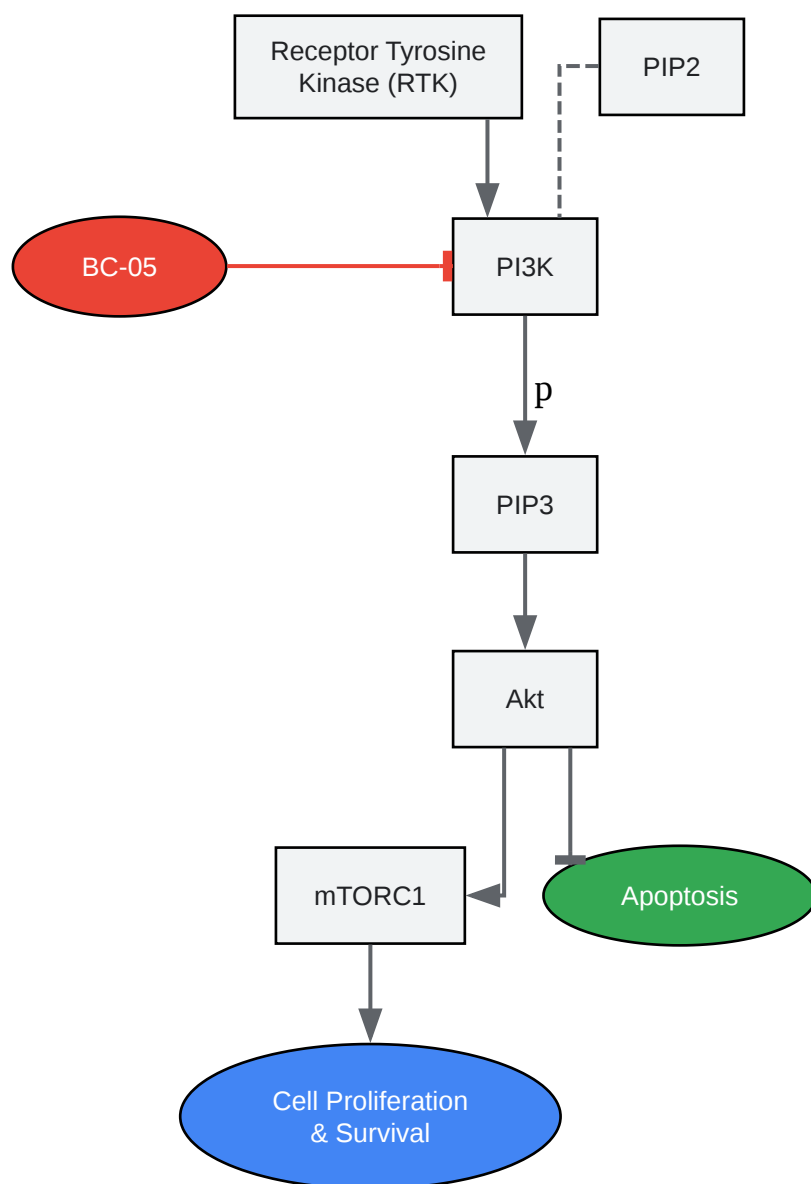 Receptor Tyrosine
Kinase (RTK)
PIP2
BC-05
PI3K
p
PIP3
Akt
mTORC1
Apoptosis
Cell Proliferation
& Survival